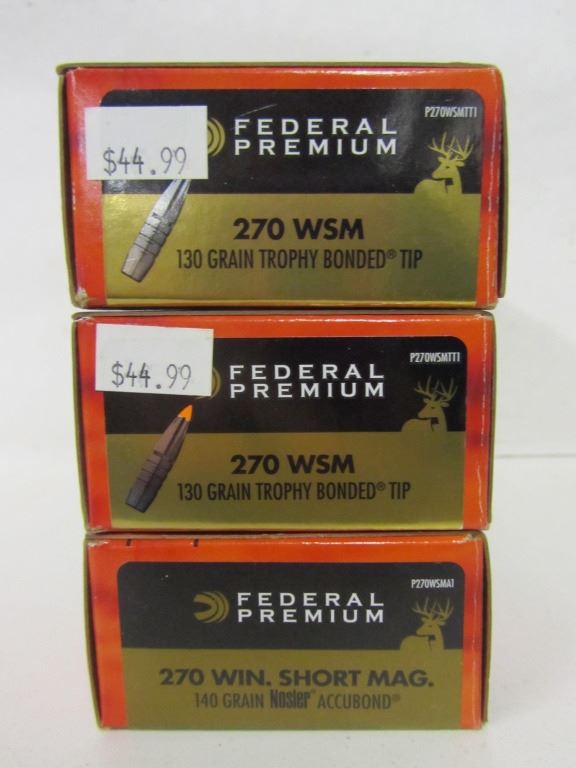 P270WSMTT1
$44.99
FEDERAL
PREMIUM
270 WSM
130 GRAIN TROPHY BONDED® TIP
P270WSMTT1
$44.99
FEDERAL
PREMIUM
270 WSM
130 GRAIN TROPHY BONDED® TIP
P270WSMA1
FEDERAL
PREMIUM
270 WIN. SHORT MAG.
140 GRAIN Nosler® ACCUBOND®